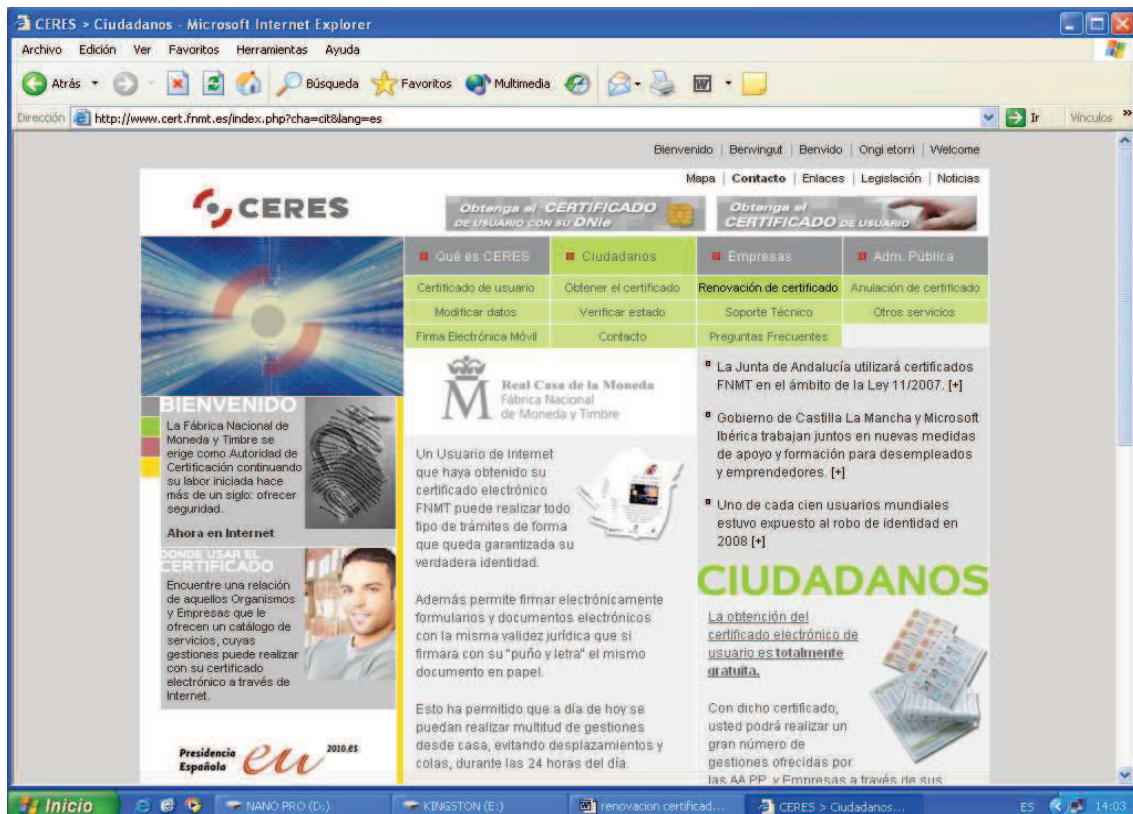 CERES > Ciudadanos - Microsoft Internet Explorer
Archivo Edición Ver Favoritos Herramientas Ayuda
Atrás Búsqueda Favoritos Multimedia
Dirección http://www.cert.fnmt.es/index.php?cha=cit&lang=es Ir Vínculos »
Bienvenido | Benvingut | Benvido | Ongi etorri | Welcome
Mapa | Contacto | Enlaces | Legislación | Noticias
CERES
Obtenga el CERTIFICADO
DE USUARIO CON SU DNIe
Obtenga el
CERTIFICADO DE USUARIO
Qué es CERES Ciudadanos Empresas Adm. Pública
Certificado de usuario Obtener el certificado Renovación de certificado Anulación de certificado
Modificar datos Verificar estado Soporte Técnico Otros servicios
Firma Electrónica Móvil Contacto Preguntas Frecuentes
BIENVENIDO
La Fábrica Nacional de
Moneda y Timbre se
erige como Autoridad de
Certificación continuando
su labor iniciada hace
más de un siglo: ofrecer
seguridad.
Ahora en Internet
DONDE USAR EL
CERTIFICADO
Encuentre una relación
de aquellos Organismos
y Empresas que le
ofrecen un catálogo de
servicios, cuyas
gestiones puede realizar
con su certificado
electrónico a través de
Internet.
Presidencia
Española
eu
2010.es
M
Real Casa de la Moneda
Fábrica Nacional
de Moneda y Timbre
Un Usuario de Internet
que haya obtenido su
certificado electrónico
FNMT puede realizar todo
tipo de trámites de forma
que queda garantizada su
verdadera identidad.
Además permite firmar electrónicamente
formularios y documentos electrónicos
con la misma validez jurídica que si
firmara con su "puño y letra" el mismo
documento en papel.
Esto ha permitido que a día de hoy se
puedan realizar multitud de gestiones
desde casa, evitando desplazamientos y
colas, durante las 24 horas del día.
La Junta de Andalucía utilizará certificados
FNMT en el ámbito de la Ley 11/2007. [+]
Gobierno de Castilla La Mancha y Microsoft
Ibérica trabajan juntos en nuevas medidas
de apoyo y formación para desempleados
y emprendedores. [+]
Uno de cada cien usuarios mundiales
estuvo expuesto al robo de identidad en
2008 [+]
CIUDADANOS
La obtención del
certificado electrónico de
usuario es totalmente
gratuita.
Con dicho certificado,
usted podrá realizar un
gran número de
gestiones ofrecidas por
las AA.PP. y Empresas a través de sus
Inicio NANO PRO (D:) KINGSTON (E:) renovacion certificad... CERES > Ciudadanos... ES 14:03